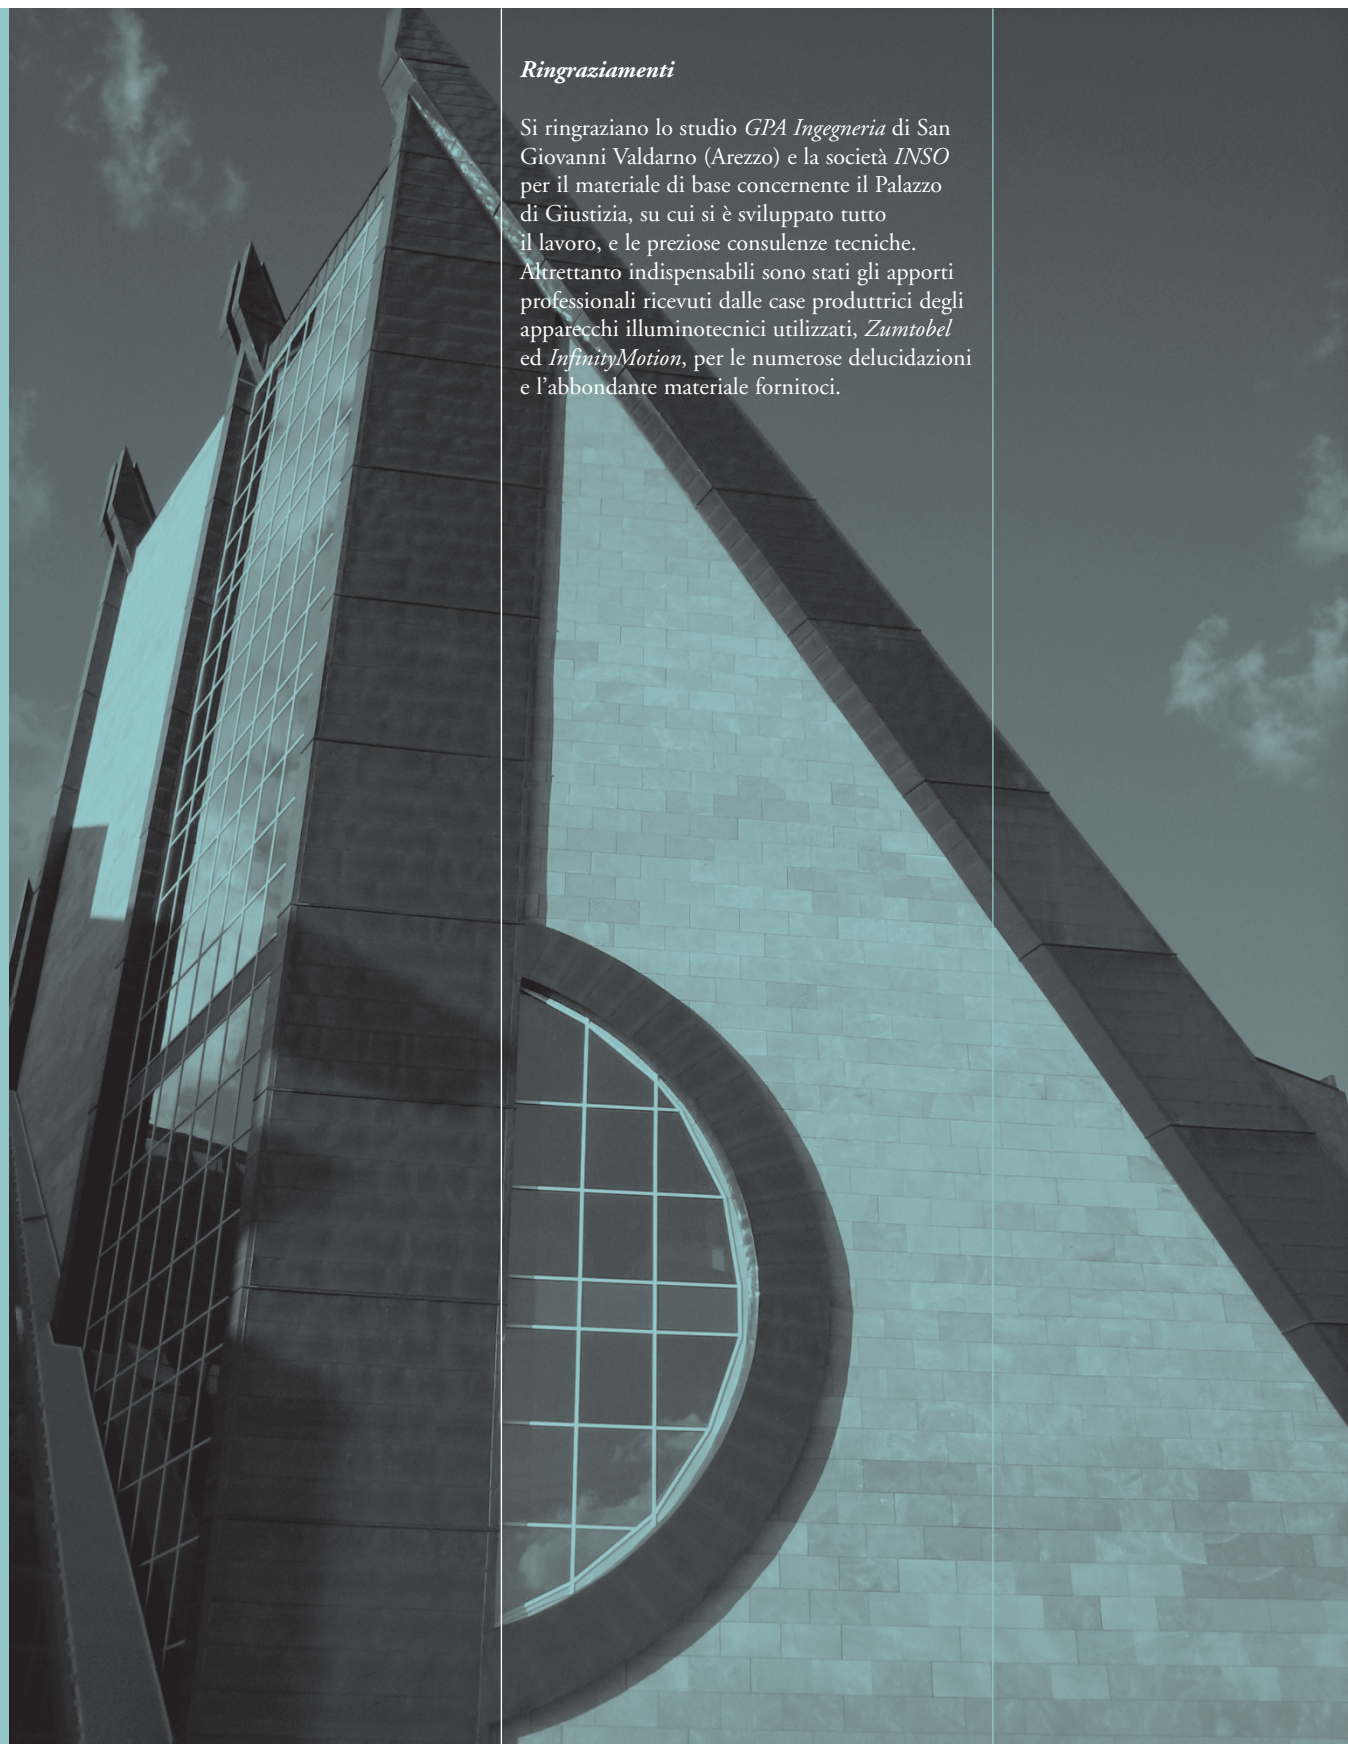 Ringraziamenti
Si ringraziano lo studio GPA Ingegneria di San
Giovanni Valdarno (Arezzo) e la società INSO
per il materiale di base concernente il Palazzo
di Giustizia, su cui si è sviluppato tutto
il lavoro, e le preziose consulenze tecniche.
Altrettanto indispensabili sono stati gli apporti
professionali ricevuti dalle case produttrici degli
apparecchi illuminotecnici utilizzati, Zumtobel
ed InfinityMotion, per le numerose delucidazioni
e l’abbondante materiale fornitoci.